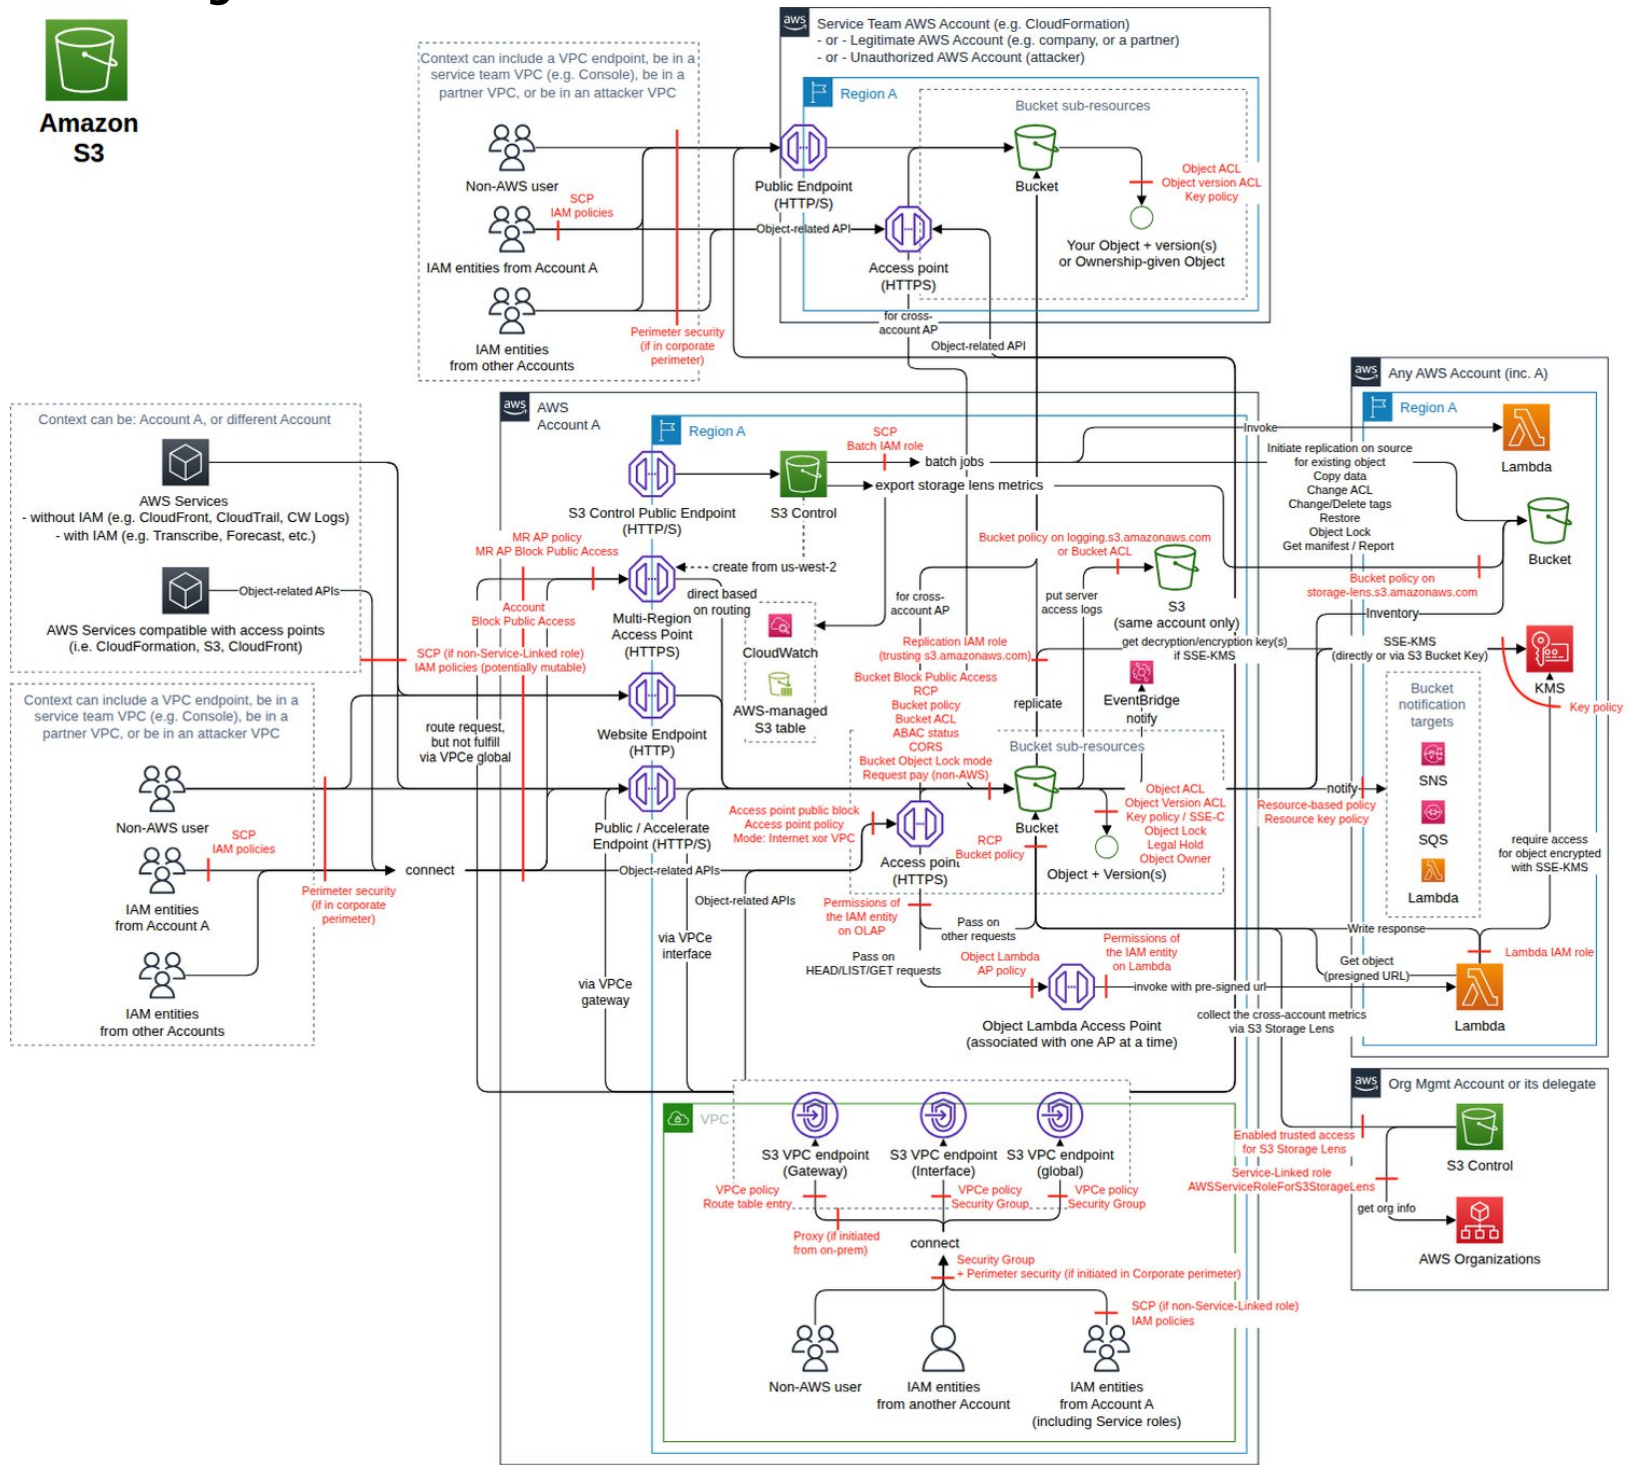 Amazon
S3
Context can include a VPC endpoint, be in a
service team VPC (e.g. Console), be in a
partner VPC, or be in an attacker VPC
Non-AWS user
SCP
IAM policies
IAM entities from Account A
IAM entities
from other Accounts
Perimeter security
(if in corporate
perimeter)
aws
Service Team AWS Account (e.g. CloudFormation)
- or - Legitimate AWS Account (e.g. company, or a partner)
- or - Unauthorized AWS Account (attacker)
Region A
Bucket sub-resources
Public Endpoint
(HTTP/S)
Bucket
Object ACL
Object version ACL
Key policy
Object-related API
Access point
(HTTPS)
Your Object + version(s)
or Ownership-given Object
for cross-
account AP
Object-related API
Context can be: Account A, or different Account
AWS Services
- without IAM (e.g. CloudFront, CloudTrail, CW Logs)
- with IAM (e.g. Transcribe, Forecast, etc.)
Object-related APIs
AWS Services compatible with access points
(i.e. CloudFormation, S3, CloudFront)
SCP (if non-Service-Linked role)
IAM policies (potentially mutable)
Context can include a VPC endpoint, be in a
service team VPC (e.g. Console), be in a
partner VPC, or be in an attacker VPC
Non-AWS user
SCP
IAM policies
IAM entities
from Account A
IAM entities
from other Accounts
Perimeter security
(if in corporate
perimeter)
connect
aws
AWS
Account A
Region A
S3 Control Public Endpoint
(HTTP/S)
S3 Control
SCP
Batch IAM role
batch jobs
export storage lens metrics
MR AP policy
MR AP Block Public Access
Account
Block Public Access
create from us-west-2
direct based
on routing
Multi-Region
Access Point
(HTTPS)
CloudWatch
AWS-managed
S3 table
Website Endpoint
(HTTP)
route request,
but not fulfill
via VPCe global
Public / Accelerate
Endpoint (HTTP/S)
Object-related APIs
Object-related APIs
via VPCe
interface
via VPCe
gateway
Bucket policy on logging.s3.amazonaws.com
or Bucket ACL
for cross-
account AP
put server
access logs
S3
(same account only)
Replication IAM role
(trusting s3.amazonaws.com)
get decryption/encryption key(s)
if SSE-KMS
Bucket Block Public Access
RCP
Bucket policy
Bucket ACL
ABAC status
CORS
Bucket Object Lock mode
Request pay (non-AWS)
replicate
EventBridge
notify
Bucket sub-resources
Access point public block
Access point policy
Mode: Internet xor VPC
Bucket
RCP
Bucket policy
Access point
(HTTPS)
Object ACL
Object Version ACL
Key policy / SSE-C
Object Lock
Legal Hold
Object Owner
Object + Version(s)
Permissions of
the IAM entity
on OLAP
Pass on
other requests
Pass on
HEAD/LIST/GET requests
Object Lambda
AP policy
Permissions of
the IAM entity
on Lambda
invoke with pre-signed url
Object Lambda Access Point
(associated with one AP at a time)
aws
Any AWS Account (inc. A)
Region A
Invoke
Lambda
Initiate replication on source
for existing object
Copy data
Change ACL
Change/Delete tags
Restore
Object Lock
Get manifest / Report
Bucket
Bucket policy on
storage-lens.s3.amazonaws.com
Inventory
SSE-KMS
(directly or via S3 Bucket Key)
KMS
Key policy
Bucket
notification
targets
SNS
SQS
Lambda
notify
Resource-based policy
Resource key policy
require access
for object encrypted
with SSE-KMS
Write response
Get object
(presigned URL)
Lambda IAM role
Lambda
collect the cross-account metrics
via S3 Storage Lens
aws
Org Mgmt Account or its delegate
Enabled trusted access
for S3 Storage Lens
S3 Control
Service-Linked role
AWSServiceRoleForS3StorageLens
get org info
AWS Organizations
VPC
S3 VPC endpoint
(Gateway)
S3 VPC endpoint
(Interface)
S3 VPC endpoint
(global)
VPCe policy
Route table entry
VPCe policy
Security Group
VPCe policy
Security Group
Proxy (if initiated
from on-prem)
connect
Security Group
+ Perimeter security (if initiated in Corporate perimeter)
SCP (if non-Service-Linked role)
IAM policies
Non-AWS user
IAM entities
from another Account
IAM entities
from Account A
(including Service roles)